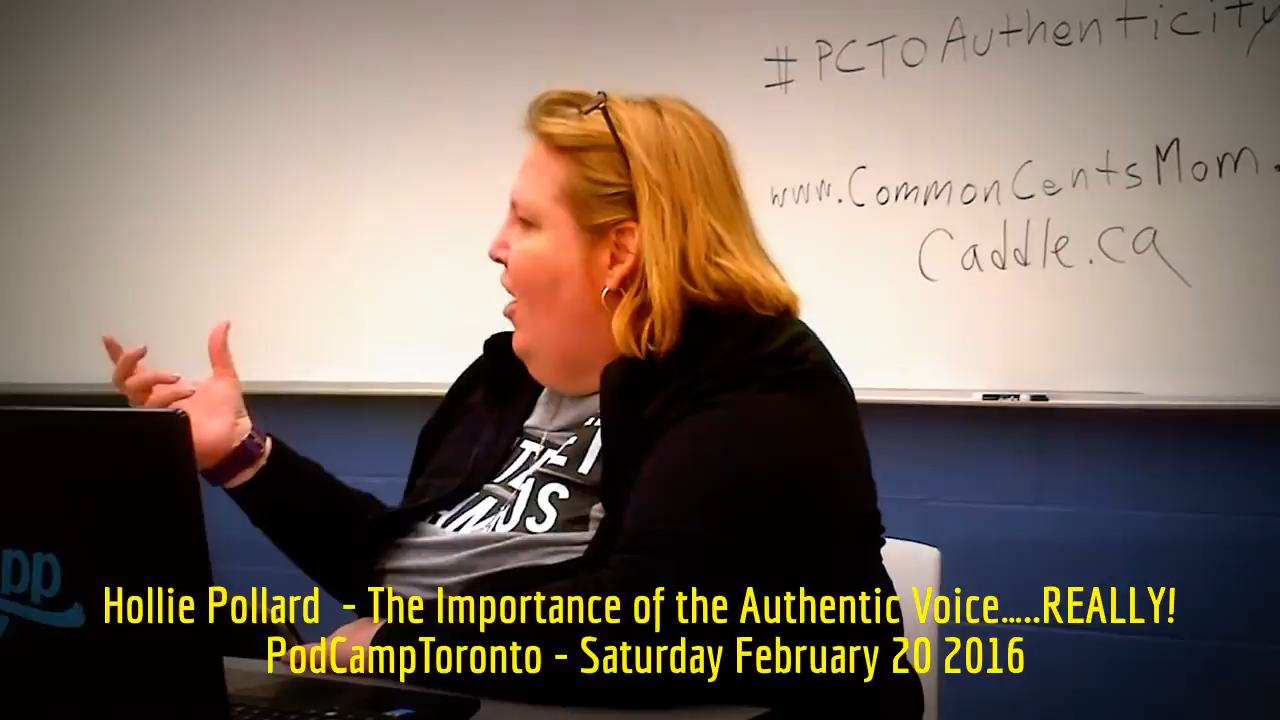 #PCTOAuthenticity
www.CommonCentsMom.
Caddle.ca
pp
Hollie Pollard - The Importance of the Authentic Voice.....REALLY!
PodCampToronto - Saturday February 20 2016